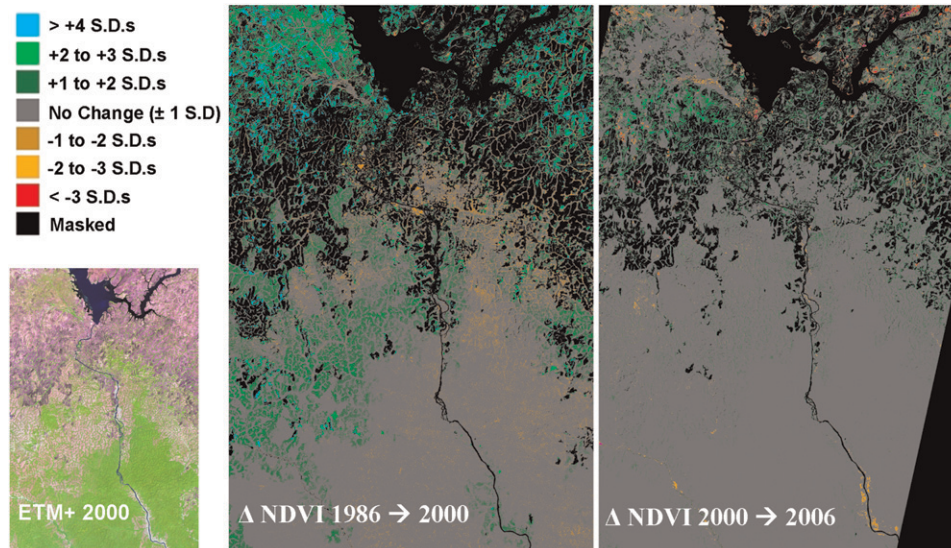 > +4 S.D.s
+2 to +3 S.D.s
+1 to +2 S.D.s
No Change (± 1 S.D)
-1 to -2 S.D.s
-2 to -3 S.D.s
< -3 S.D.s
Masked
ETM+ 2000
Δ NDVI 1986 → 2000
Δ NDVI 2000 → 2006